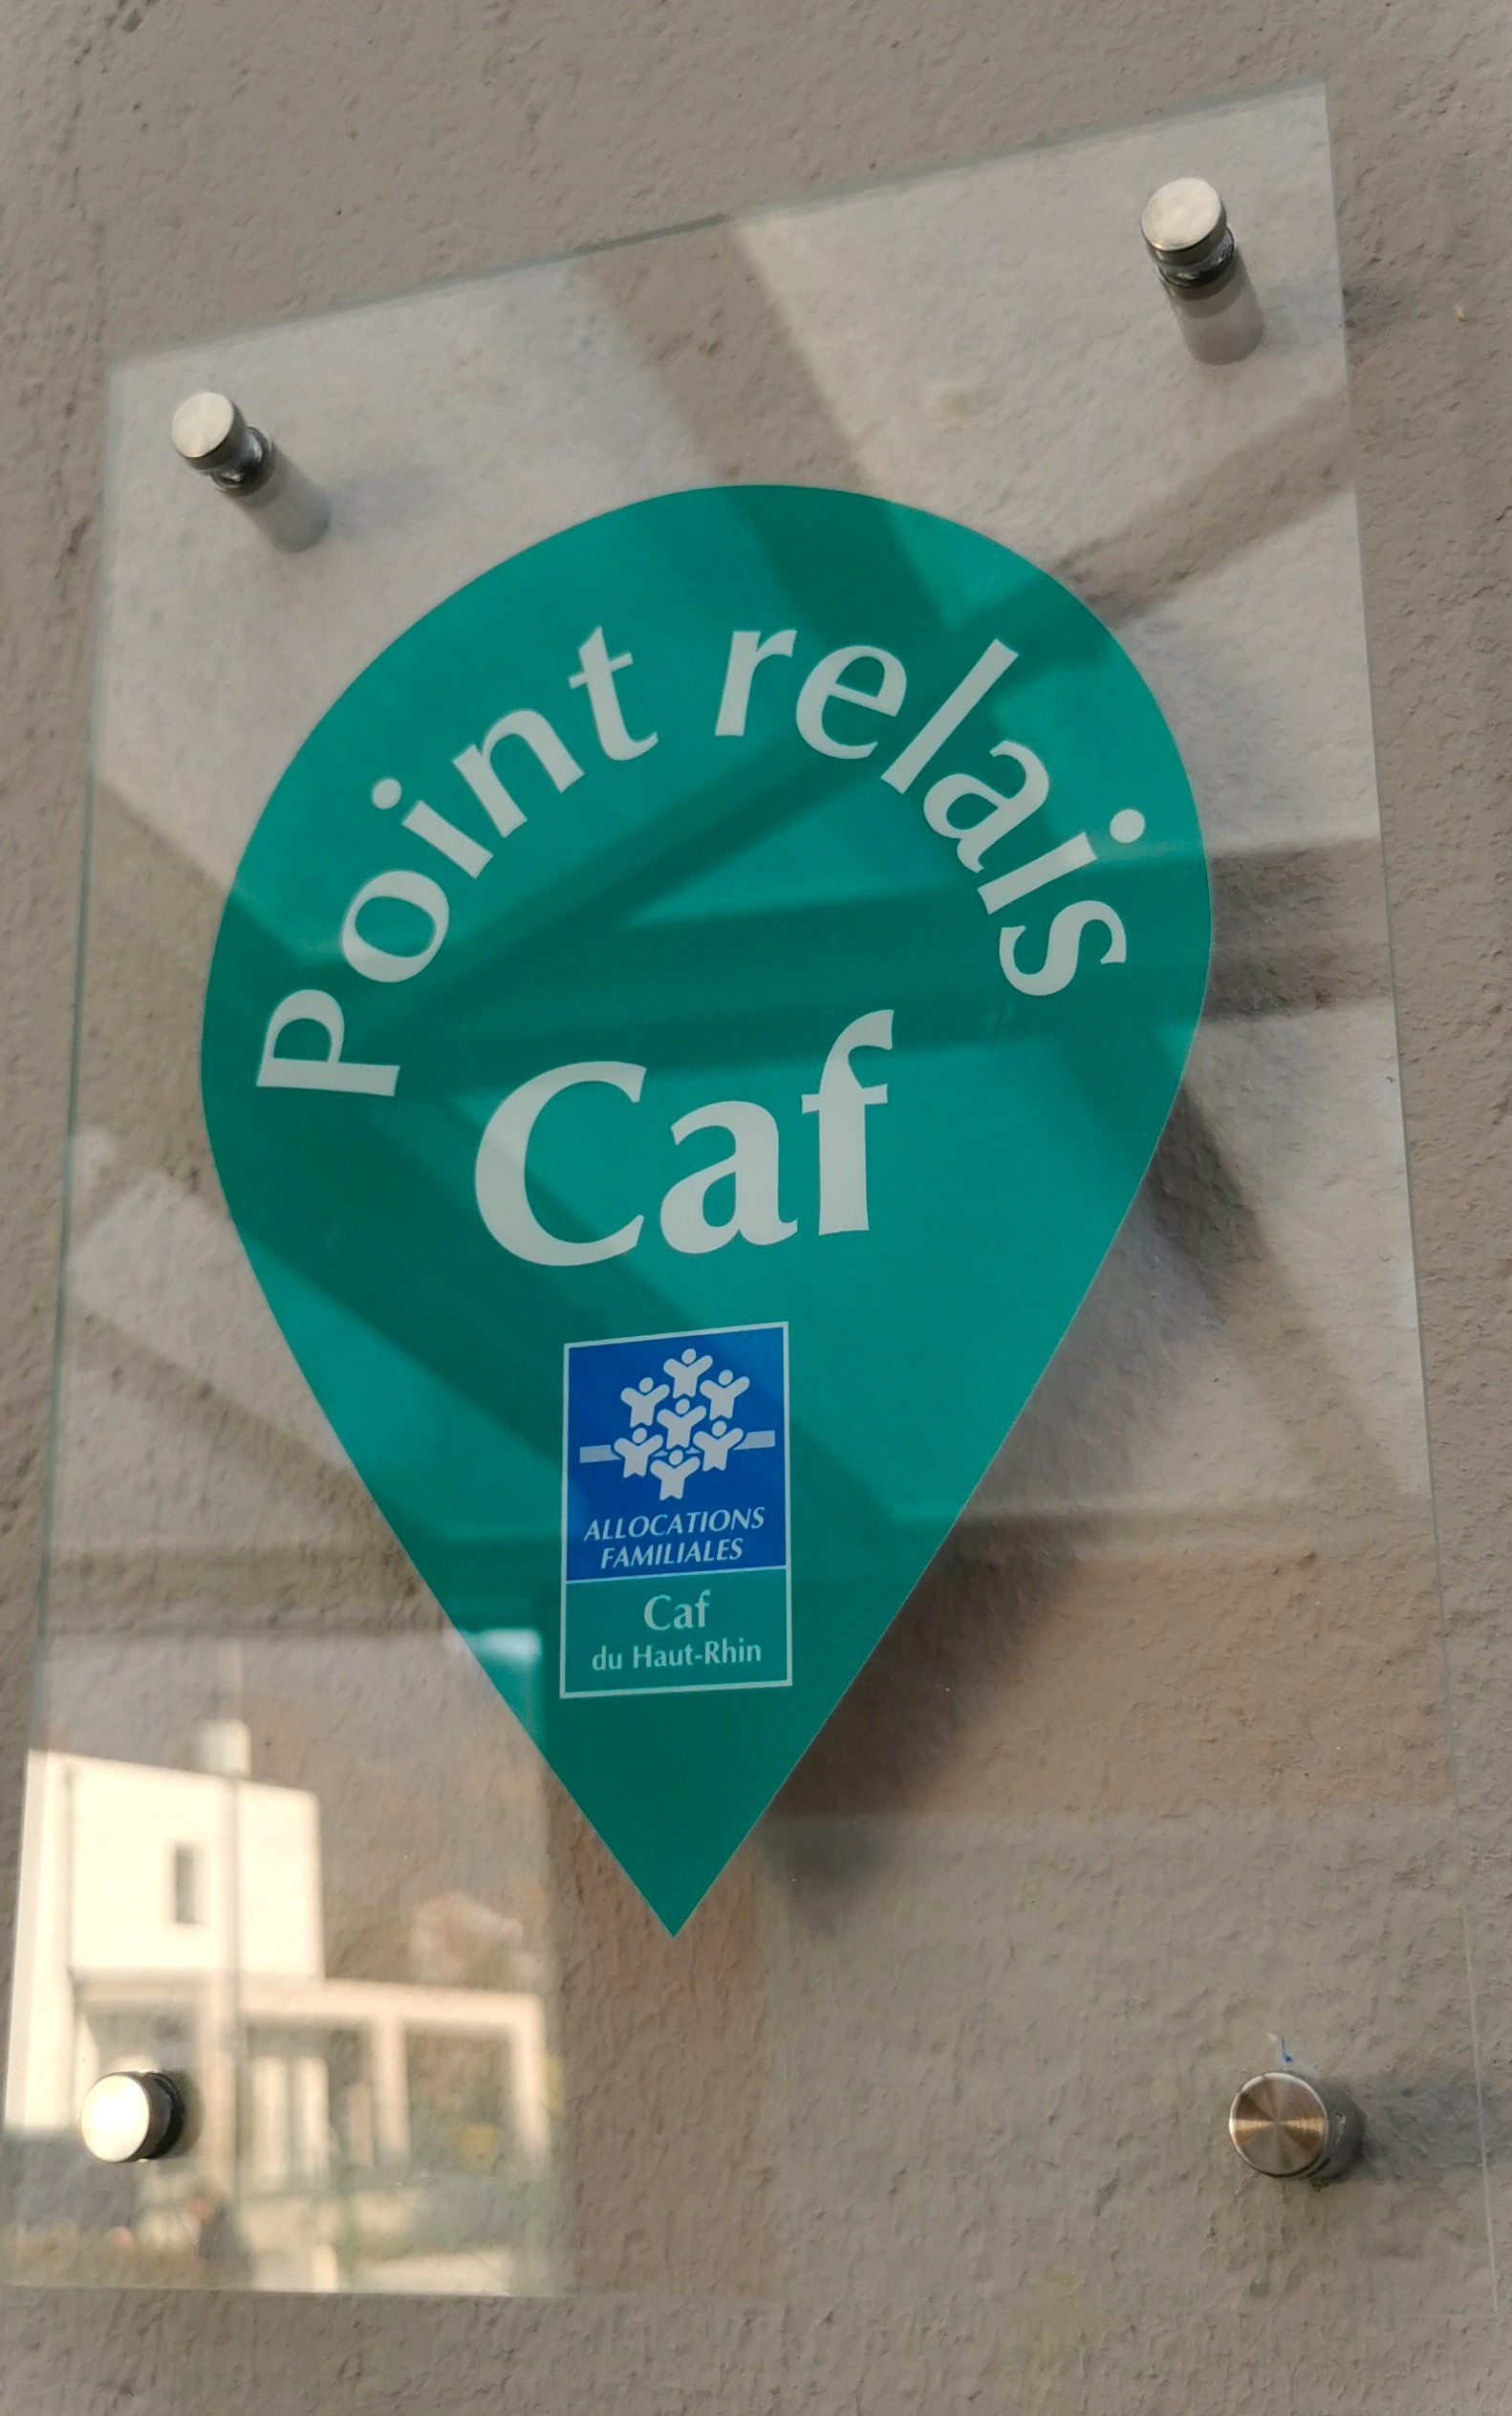 Point relais
Caf
ALLOCATIONS
FAMILIALES
Caf
du Haut-Rhin